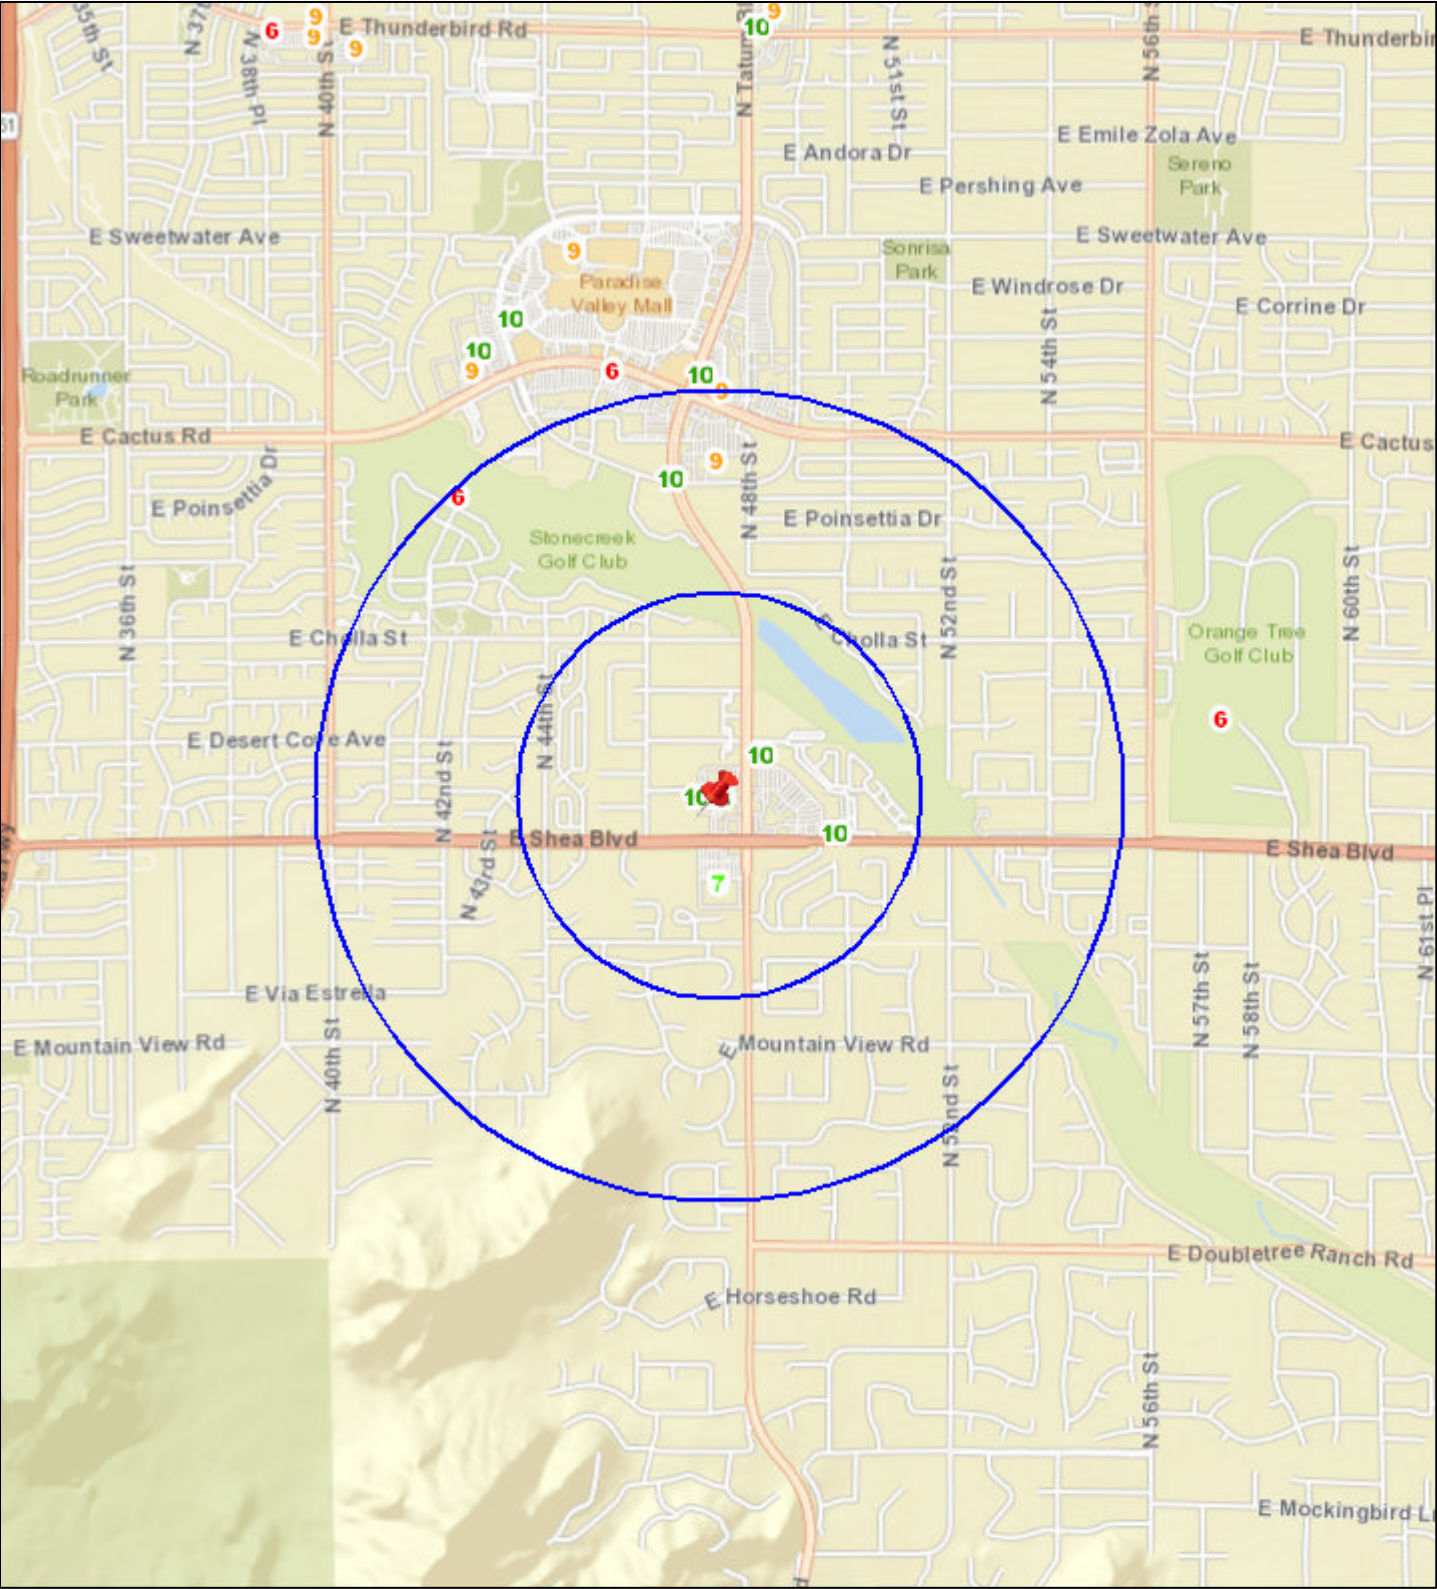 9
10
6
E Thunderbird Rd
9
9
E Thunderbir
35th St
N 37t
N 38th Pl
N 40th St
N Tatum Bl
N 51st St
N 56th S
51
E Emile Zola Ave
E Andora Dr
Sereno
Park
E Pershing Ave
E Sweetwater Ave
E Sweetwater Ave
9
Sonrisa
Park
Paradise
Valley Mall
E Windrose Dr
E Corrine Dr
10
N 54th St
10
Roadrunner
Park
9
6
10
9
E Cactus Rd
E Cactus
9
N 48th St
10
6
E Poinsettia Dr
E Poinsettia Dr
Stonecreek
Golf Club
N 36th St
N 52nd St
N 60th St
E Cholla St
E Cholla St
Orange Tree
Golf Club
N 44th St
6
E Desert Cove Ave
N 42nd St
10
10
10
E Shea Blvd
E Shea Blvd
N 43rd St
7
N 61st Pl
E Via Estrella
N 57th St
N 58th St
E Mountain View Rd
E Mountain View Rd
N 40th St
N 52nd St
E Doubletree Ranch Rd
E Horseshoe Rd
N 56th St
E Mockingbird L
d